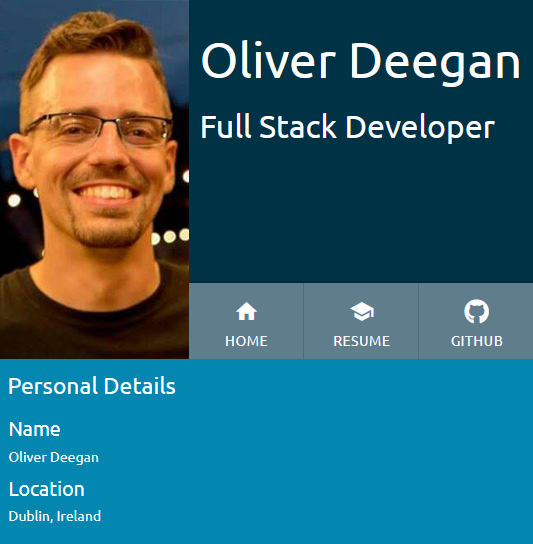 Oliver Deegan
Full Stack Developer
HOME
RESUME
GITHUB
Personal Details
Name
Oliver Deegan
Location
Dublin, Ireland